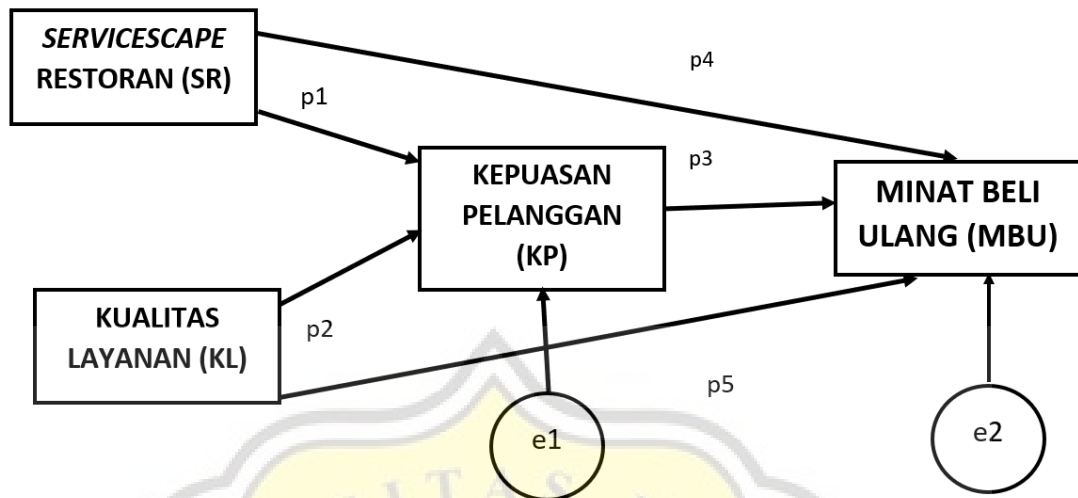 SERVICESCAPE
RESTORAN (SR)
p4
p1
p3
KEPUASAN
PELANGGAN
(KP)
MINAT BELI
ULANG (MBU)
KUALITAS
LAYANAN (KL)
p2
p5
e1
e2
ITAS